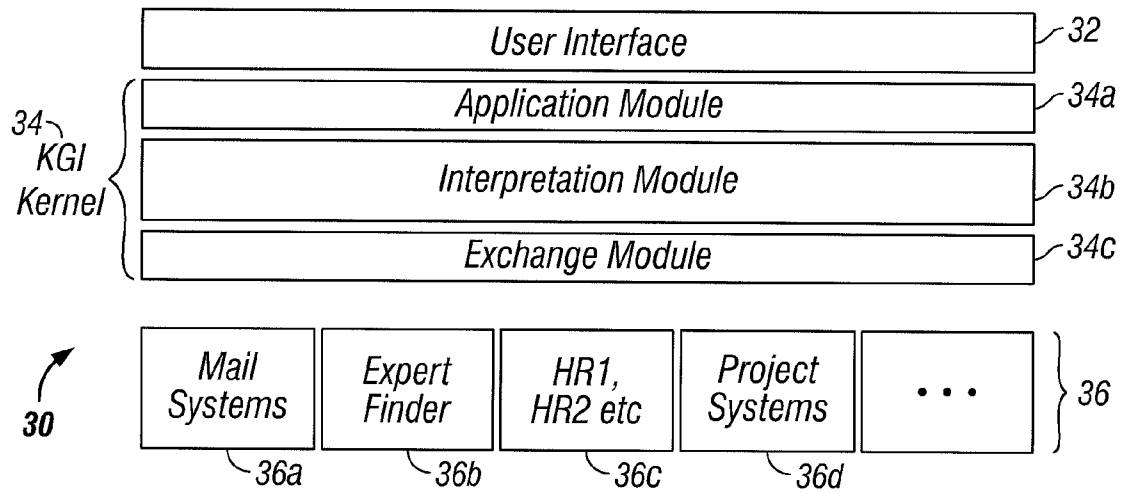 User Interface
32
Application Module
34a
34
KGI
Kernel
Interpretation Module
34b
Exchange Module
34c
Mail
Systems
Expert
Finder
HR1,
HR2 etc
Project
Systems
• • •
36
30
36a
36b
36c
36d